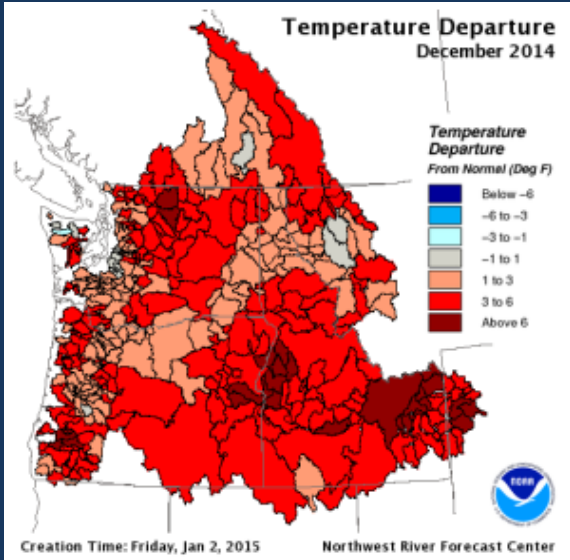 Temperature Departure
December 2014
Temperature
Departure
From Normal (Deg F)
Below -6
-6 to -3
-3 to -1
-1 to 1
1 to 3
3 to 6
Above 6
NOAA
Creation Time: Friday, Jan 2, 2015
Northwest River Forecast Center